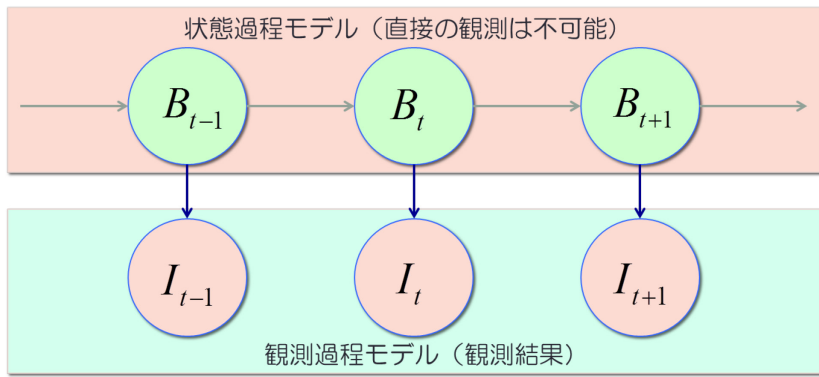 状態過程モデル（直接の観測は不可能）
B_{t-1} B_t B_{t+1}
I_{t-1} I_t I_{t+1}
観測過程モデル（観測結果）